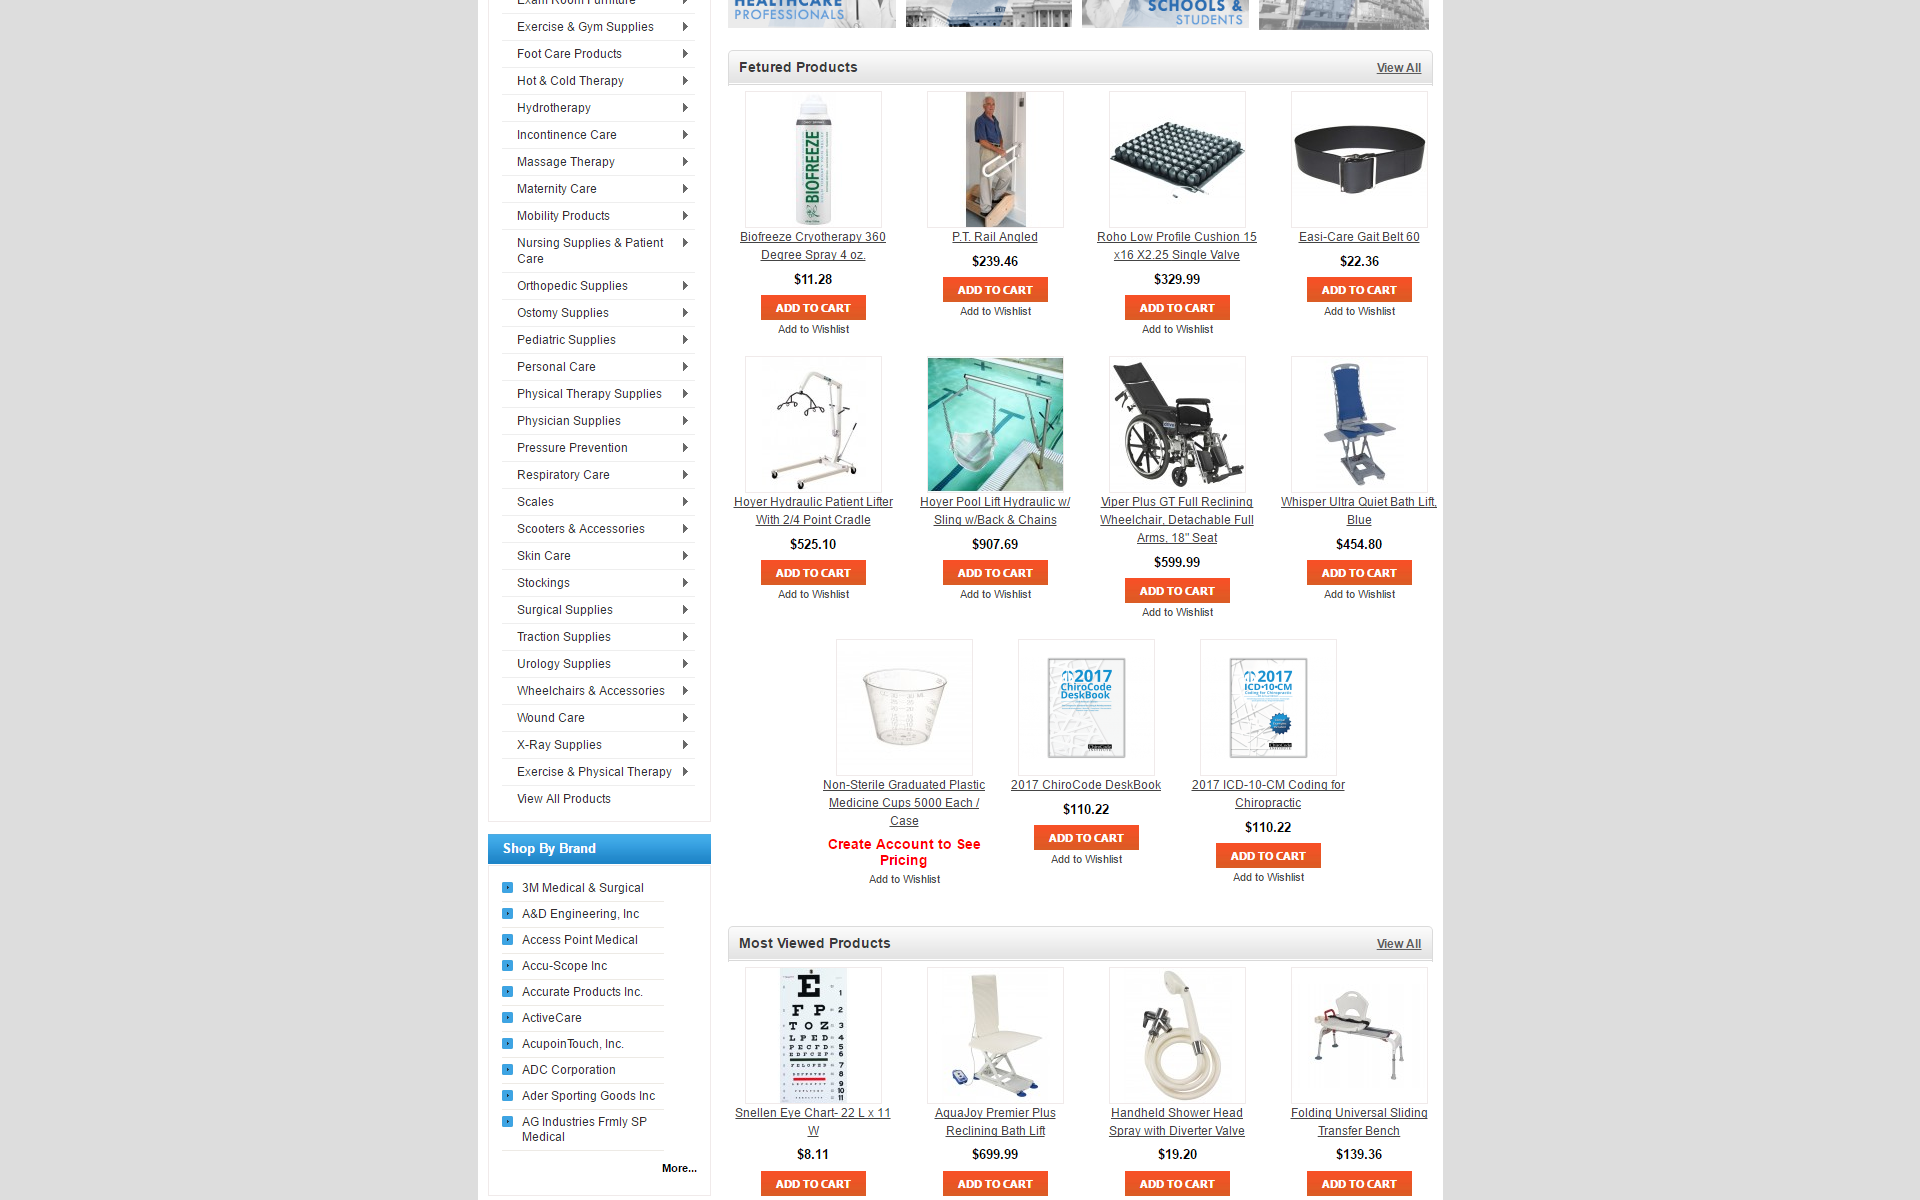 Exam Room Furniture
Exercise & Gym Supplies
Foot Care Products
Hot & Cold Therapy
Hydrotherapy
Incontinence Care
Massage Therapy
Maternity Care
Mobility Products
Nursing Supplies & Patient
Care
Orthopedic Supplies
Ostomy Supplies
Pediatric Supplies
Personal Care
Physical Therapy Supplies
Physician Supplies
Pressure Prevention
Respiratory Care
Scales
Scooters & Accessories
Skin Care
Stockings
Surgical Supplies
Traction Supplies
Urology Supplies
Wheelchairs & Accessories
Wound Care
X-Ray Supplies
Exercise & Physical Therapy
View All Products
Shop By Brand
3M Medical & Surgical
A&D Engineering, Inc
Access Point Medical
Accu-Scope Inc
Accurate Products Inc.
ActiveCare
AcupoinTouch, Inc.
ADC Corporation
Ader Sporting Goods Inc
AG Industries Frmly SP
Medical
More...
HEALTHCARE
PROFESSIONALS
SCHOOLS &
STUDENTS
Fetured Products
View All
BIOFREEZE
Biofreeze Cryotherapy 360
Degree Spray 4 oz.
$11.28
ADD TO CART
Add to Wishlist
P.T. Rail Angled
$239.46
ADD TO CART
Add to Wishlist
Roho Low Profile Cushion 15
x16 X2.25 Single Valve
$329.99
ADD TO CART
Add to Wishlist
Easi-Care Gait Belt 60
$22.36
ADD TO CART
Add to Wishlist
Hoyer Hydraulic Patient Lifter
With 2/4 Point Cradle
$525.10
ADD TO CART
Add to Wishlist
Hoyer Pool Lift Hydraulic w/
Sling w/Back & Chains
$907.69
ADD TO CART
Add to Wishlist
Viper Plus GT Full Reclining
Wheelchair, Detachable Full
Arms, 18" Seat
$599.99
ADD TO CART
Add to Wishlist
Whisper Ultra Quiet Bath Lift,
Blue
$454.80
ADD TO CART
Add to Wishlist
Non-Sterile Graduated Plastic
Medicine Cups 5000 Each /
Case
Create Account to See
Pricing
Add to Wishlist
2017
ChiroCode
DeskBook
2017 ChiroCode DeskBook
$110.22
ADD TO CART
Add to Wishlist
2017
ICD-10-CM
Coding for Chiropractic
2017 ICD-10-CM Coding for
Chiropractic
$110.22
ADD TO CART
Add to Wishlist
Most Viewed Products
View All
E 1
F P 2
T O Z 3
L P E D 4
P E C F D 5
E D F C Z P 6
F E L O P Z D 7
8
9
10
11
Snellen Eye Chart- 22 L x 11
W
$8.11
ADD TO CART
AquaJoy Premier Plus
Reclining Bath Lift
$699.99
ADD TO CART
Handheld Shower Head
Spray with Diverter Valve
$19.20
ADD TO CART
Folding Universal Sliding
Transfer Bench
$139.36
ADD TO CART